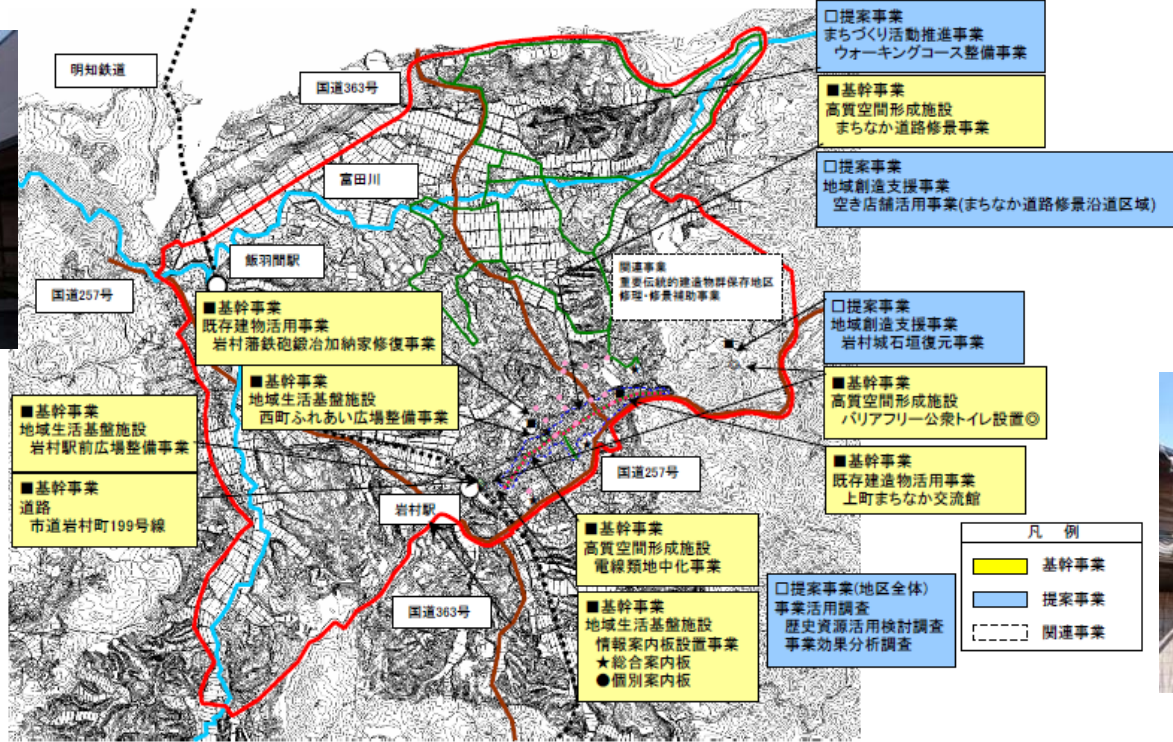 明知鉄道
国道363号
富田川
飯羽間駅
国道257号
□提案事業
まちづくり活動推進事業
ウォーキングコース整備事業
■基幹事業
高質空間形成施設
まちなか道路修景事業
□提案事業
地域創造支援事業
空き店舗活用事業(まちなか道路修景沿道区域)
関連事業
重要伝統的建造物群保存地区
修理・修景補助事業
■基幹事業
既存建物活用事業
岩村藩鉄砲鍛冶加納家修復事業
□提案事業
地域創造支援事業
岩村城石垣復元事業
■基幹事業
地域生活基盤施設
西町ふれあい広場整備事業
■基幹事業
高質空間形成施設
バリアフリー公衆トイレ設置◎
■基幹事業
地域生活基盤施設
岩村駅前広場整備事業
■基幹事業
道路
市道岩村町199号線
国道257号
■基幹事業
既存建造物活用事業
上町まちなか交流館
岩村駅
■基幹事業
高質空間形成施設
電線類地中化事業
国道363号
■基幹事業
地域生活基盤施設
情報案内板設置事業
★総合案内板
●個別案内板
□提案事業(地区全体)
事業活用調査
歴史資源活用検討調査
事業効果分析調査
凡 例
基幹事業
提案事業
関連事業